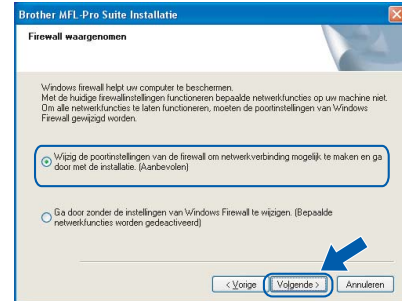 Brother MFL-Pro Suite Installatie
Firewall waargenomen
Windows firewall helpt uw computer te beschermen.
Met de huidige firewallinstellingen functioneren bepaalde netwerkfuncties op uw machine niet.
Om alle netwerkfuncties te laten functioneren, moeten de poortinstellingen van Windows
Firewall gewijzigd worden.
Wijzig de poortinstellingen van de firewall om netwerkverbinding mogelijk te maken en ga
door met de installatie. (Aanbevolen)
Ga door zonder de instellingen van Windows Firewall te wijzigen. (Bepaalde
netwerkfuncties worden gedeactiveerd)
< Vorige Volgende > Annuleren